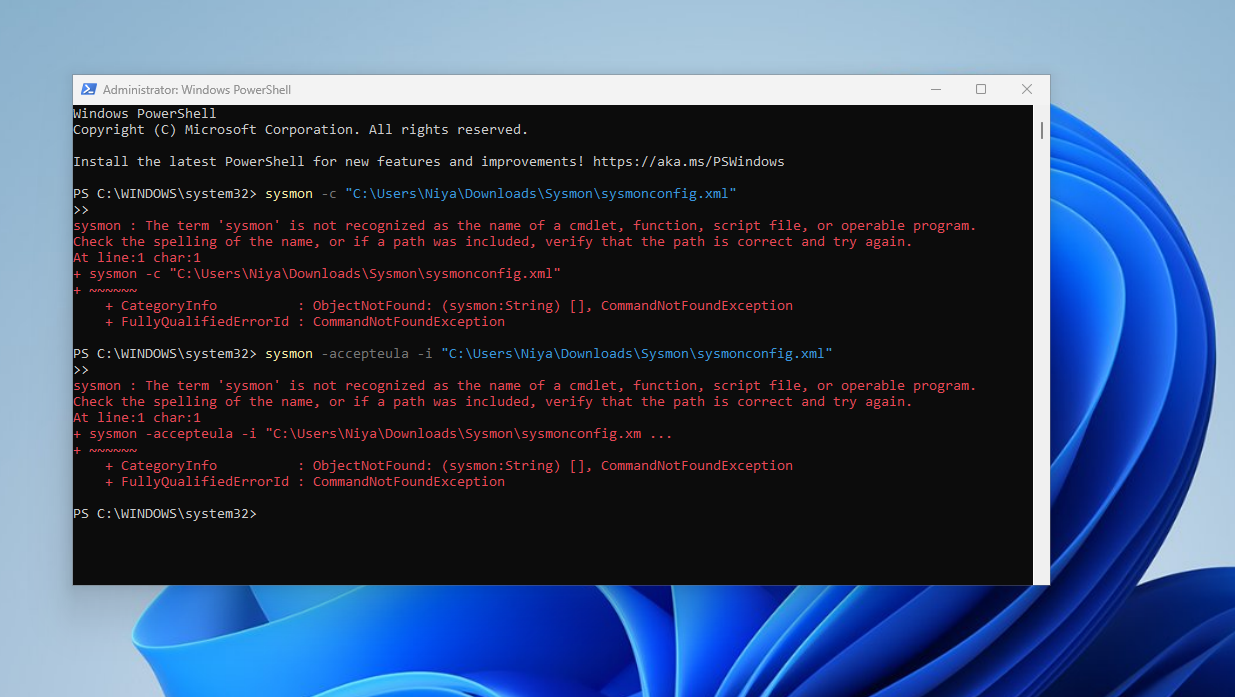 Administrator: Windows PowerShell
Windows PowerShell
Copyright (C) Microsoft Corporation. All rights reserved.
Install the latest PowerShell for new features and improvements! https://aka.ms/PSWindows
PS C:\WINDOWS\system32> sysmon -c "C:\Users\Niya\Downloads\Sysmon\sysmonconfig.xml"
>>
sysmon : The term 'sysmon' is not recognized as the name of a cmdlet, function, script file, or operable program.
Check the spelling of the name, or if a path was included, verify that the path is correct and try again.
At line:1 char:1
+ sysmon -c "C:\Users\Niya\Downloads\Sysmon\sysmonconfig.xml"
+ ~~~~~~
    + CategoryInfo          : ObjectNotFound: (sysmon:String) [], CommandNotFoundException
    + FullyQualifiedErrorId : CommandNotFoundException
PS C:\WINDOWS\system32> sysmon -accepteula -i "C:\Users\Niya\Downloads\Sysmon\sysmonconfig.xml"
>>
sysmon : The term 'sysmon' is not recognized as the name of a cmdlet, function, script file, or operable program.
Check the spelling of the name, or if a path was included, verify that the path is correct and try again.
At line:1 char:1
+ sysmon -accepteula -i "C:\Users\Niya\Downloads\Sysmon\sysmonconfig.xm ...
+ ~~~~~~
    + CategoryInfo          : ObjectNotFound: (sysmon:String) [], CommandNotFoundException
    + FullyQualifiedErrorId : CommandNotFoundException
PS C:\WINDOWS\system32>